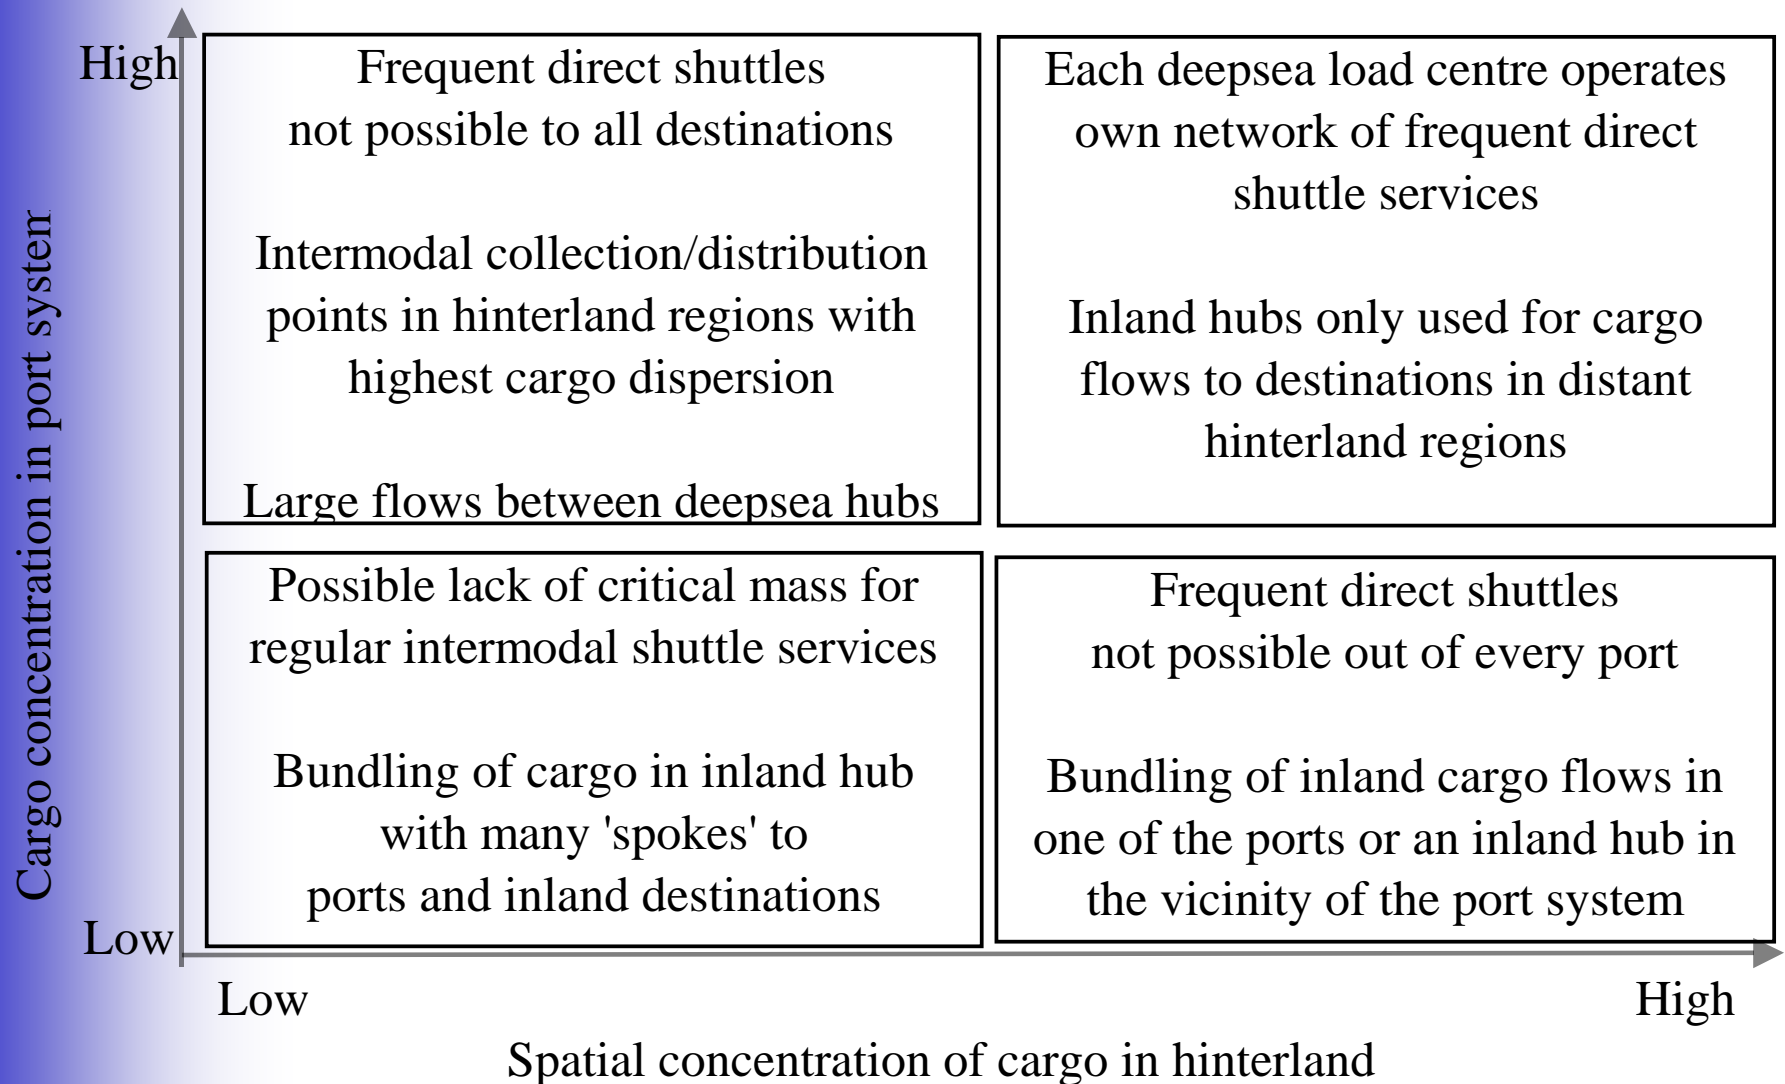 High
Frequent direct shuttles
not possible to all destinations
Intermodal collection/distribution
points in hinterland regions with
highest cargo dispersion
Large flows between deepsea hubs
Each deepsea load centre operates
own network of frequent direct
shuttle services
Inland hubs only used for cargo
flows to destinations in distant
hinterland regions
Cargo concentration in port system
Possible lack of critical mass for
regular intermodal shuttle services
Bundling of cargo in inland hub
with many 'spokes' to
ports and inland destinations
Frequent direct shuttles
not possible out of every port
Bundling of inland cargo flows in
one of the ports or an inland hub in
the vicinity of the port system
Low
Low
High
Spatial concentration of cargo in hinterland